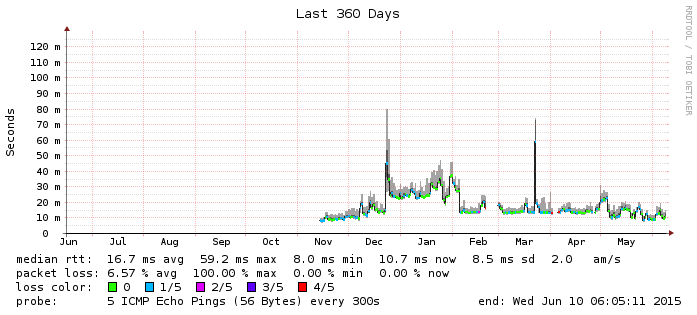 Last 360 Days
RRDTOOL / TOBI OETIKER
Seconds
120 m
110 m
100 m
90 m
80 m
70 m
60 m
50 m
40 m
30 m
20 m
10 m
0
Jun Jul Aug Sep Oct Nov Dec Jan Feb Mar Apr May
median rtt: 16.7 ms avg 59.2 ms max 8.0 ms min 10.7 ms now 8.5 ms sd 2.0 am/s
packet loss: 6.57 % avg 100.00 % max 0.00 % min 0.00 % now
loss color: 0 1/5 2/5 3/5 4/5
probe: 5 ICMP Echo Pings (56 Bytes) every 300s end: Wed Jun 10 06:05:11 2015